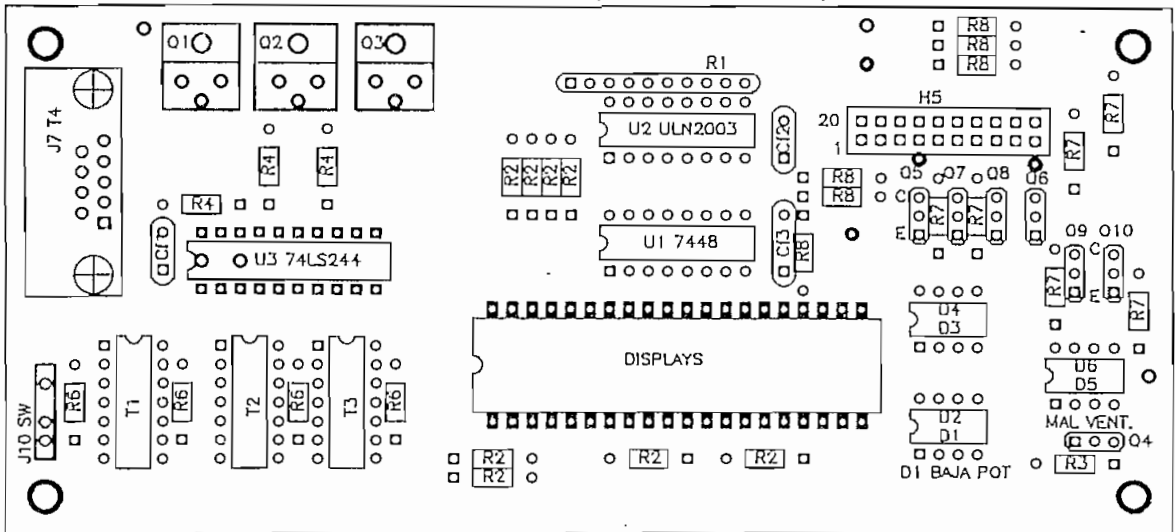 Q1
Q2
Q3
R8
R8
R8
R1
H5
J7 T4
U2 ULN2003
C12
20
1
R7
R7
R4
R4
R2
R2
R2
R2
R8
R8
Q5
Q7
Q8
Q6
C
E
R7
R7
R4
C11
U3 74LS244
U1 7448
C13
R8
Q9
Q10
C
E
R7
R7
D4
D3
DISPLAYS
U6
D5
J10 SW
R6
T1
R6
T2
R6
T3
R6
D2
D1
MAL VENT.
Q4
R2
R2
R2
R2
D1 BAJA POT
R3